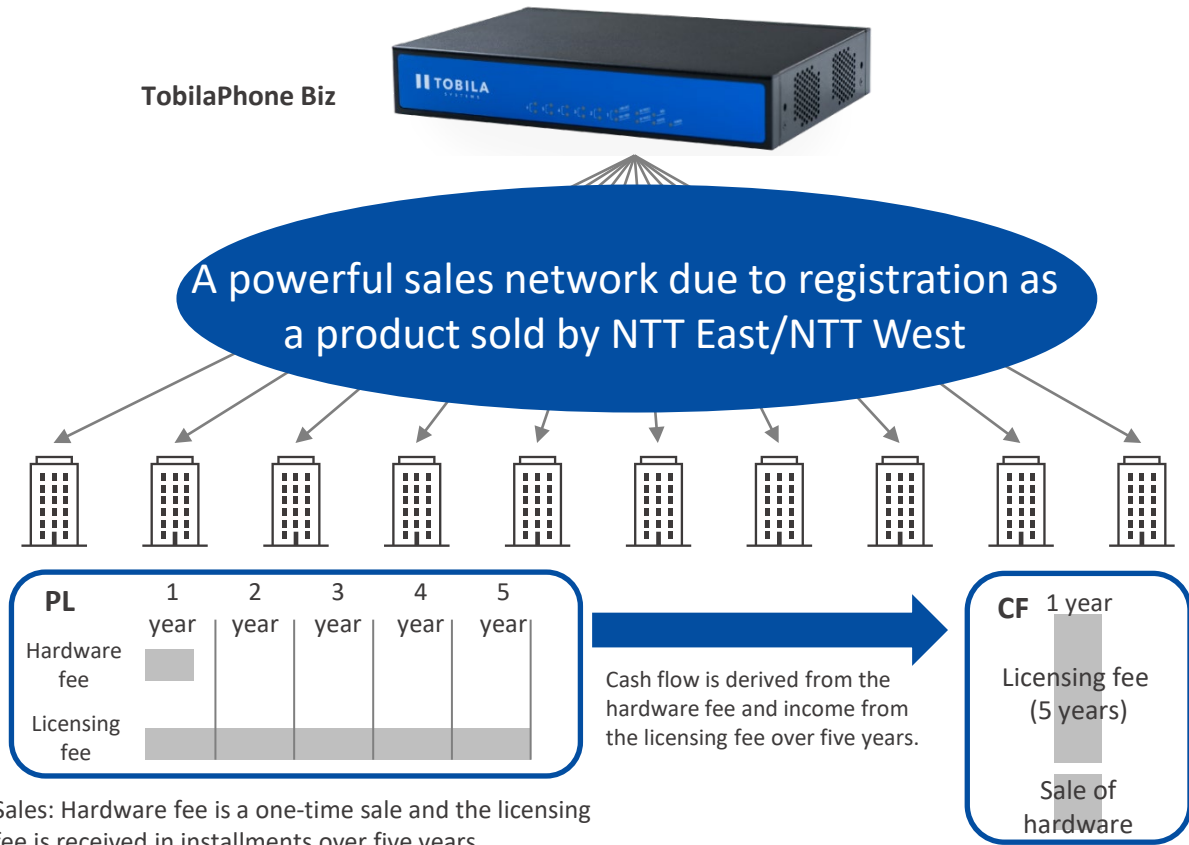 TOBILA
SYSTEMS
TobilaPhone Biz
A powerful sales network due to registration as
a product sold by NTT East/NTT West
PL
1
year
2
year
3
year
4
year
5
year
Hardware
fee
Licensing
fee
Cash flow is derived from the
hardware fee and income from
the licensing fee over five years.
CF
1 year
Licensing fee
(5 years)
Sale of
hardware
Sales: Hardware fee is a one-time sale and the licensing
fee is received in installments over five years